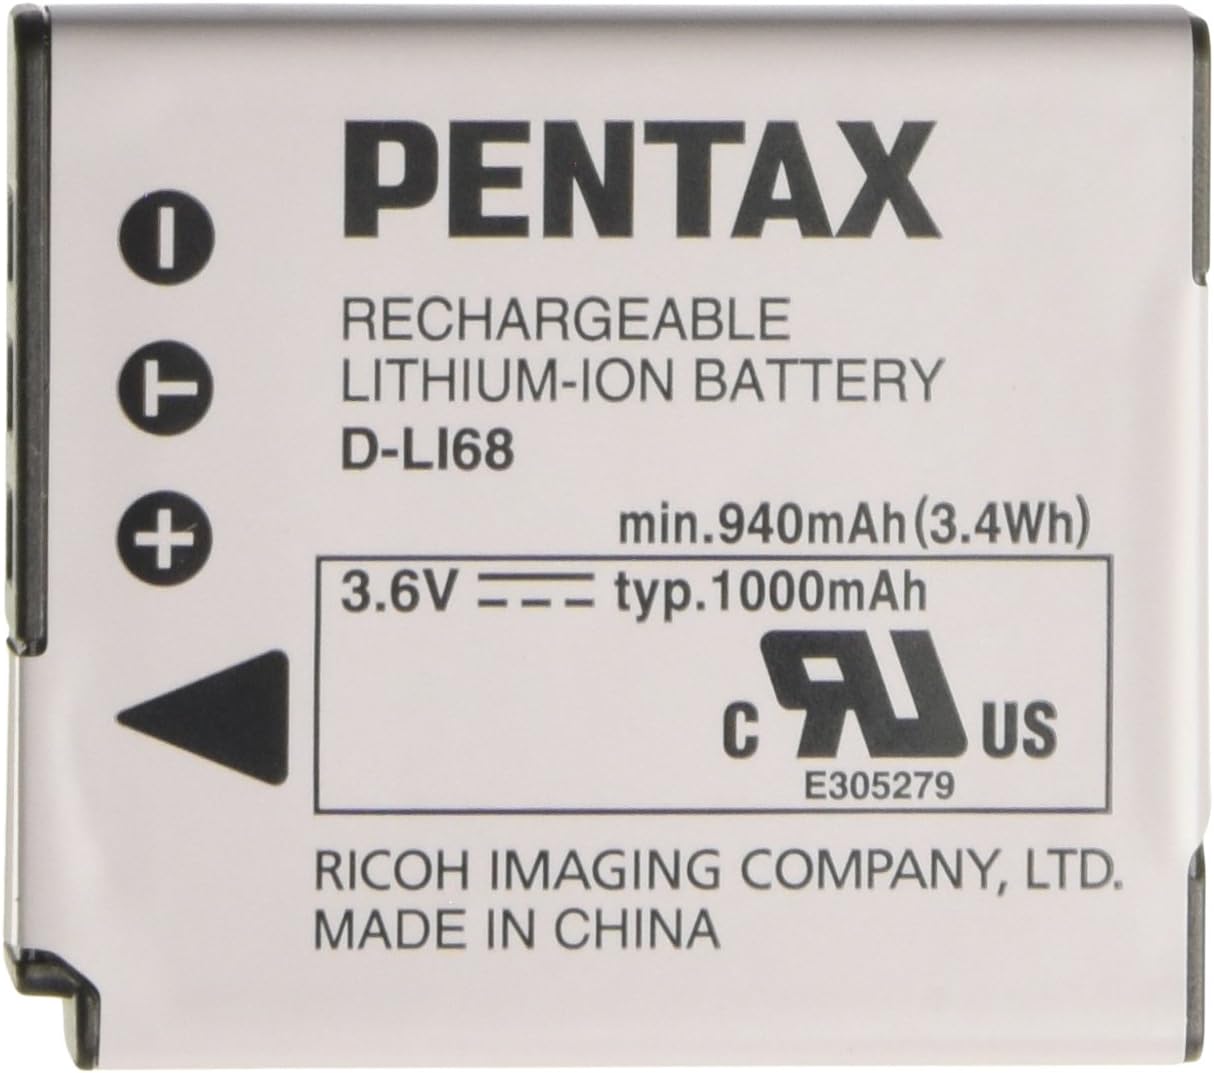 PENTAX
RECHARGEABLE
LITHIUM-ION BATTERY
D-LI68
T
min.940mAh(3.4Wh)
3.6V typ.1000mAh
C RU US
E305279
RICOH IMAGING COMPANY, LTD.
MADE IN CHINA